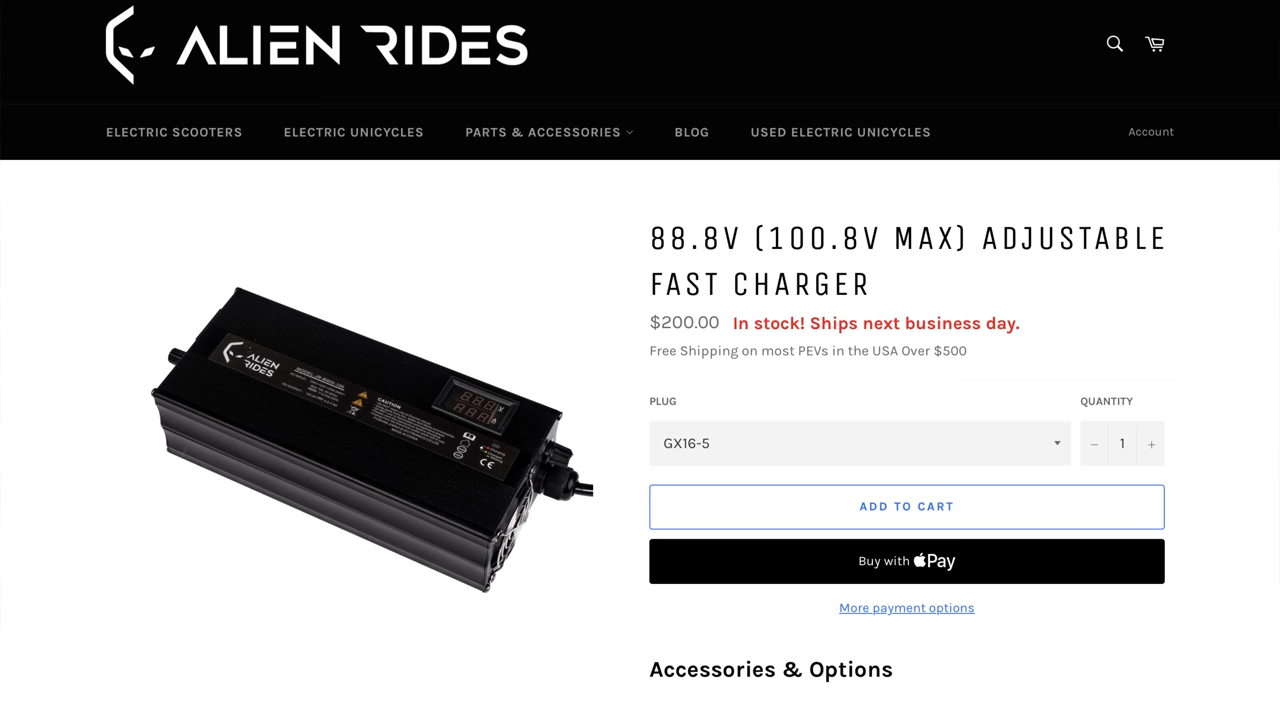 ALIEN RIDES
ELECTRIC SCOOTERS
ELECTRIC UNICYCLES
PARTS & ACCESSORIES
BLOG
USED ELECTRIC UNICYCLES
Account
ALIEN
RIDES
CAUTION
CE
88.8V (100.8V MAX) ADJUSTABLE
FAST CHARGER
$200.00 In stock! Ships next business day.
Free Shipping on most PEVs in the USA Over $500
PLUG
QUANTITY
GX16-5
− 1 +
ADD TO CART
Buy with Pay
More payment options
Accessories & Options